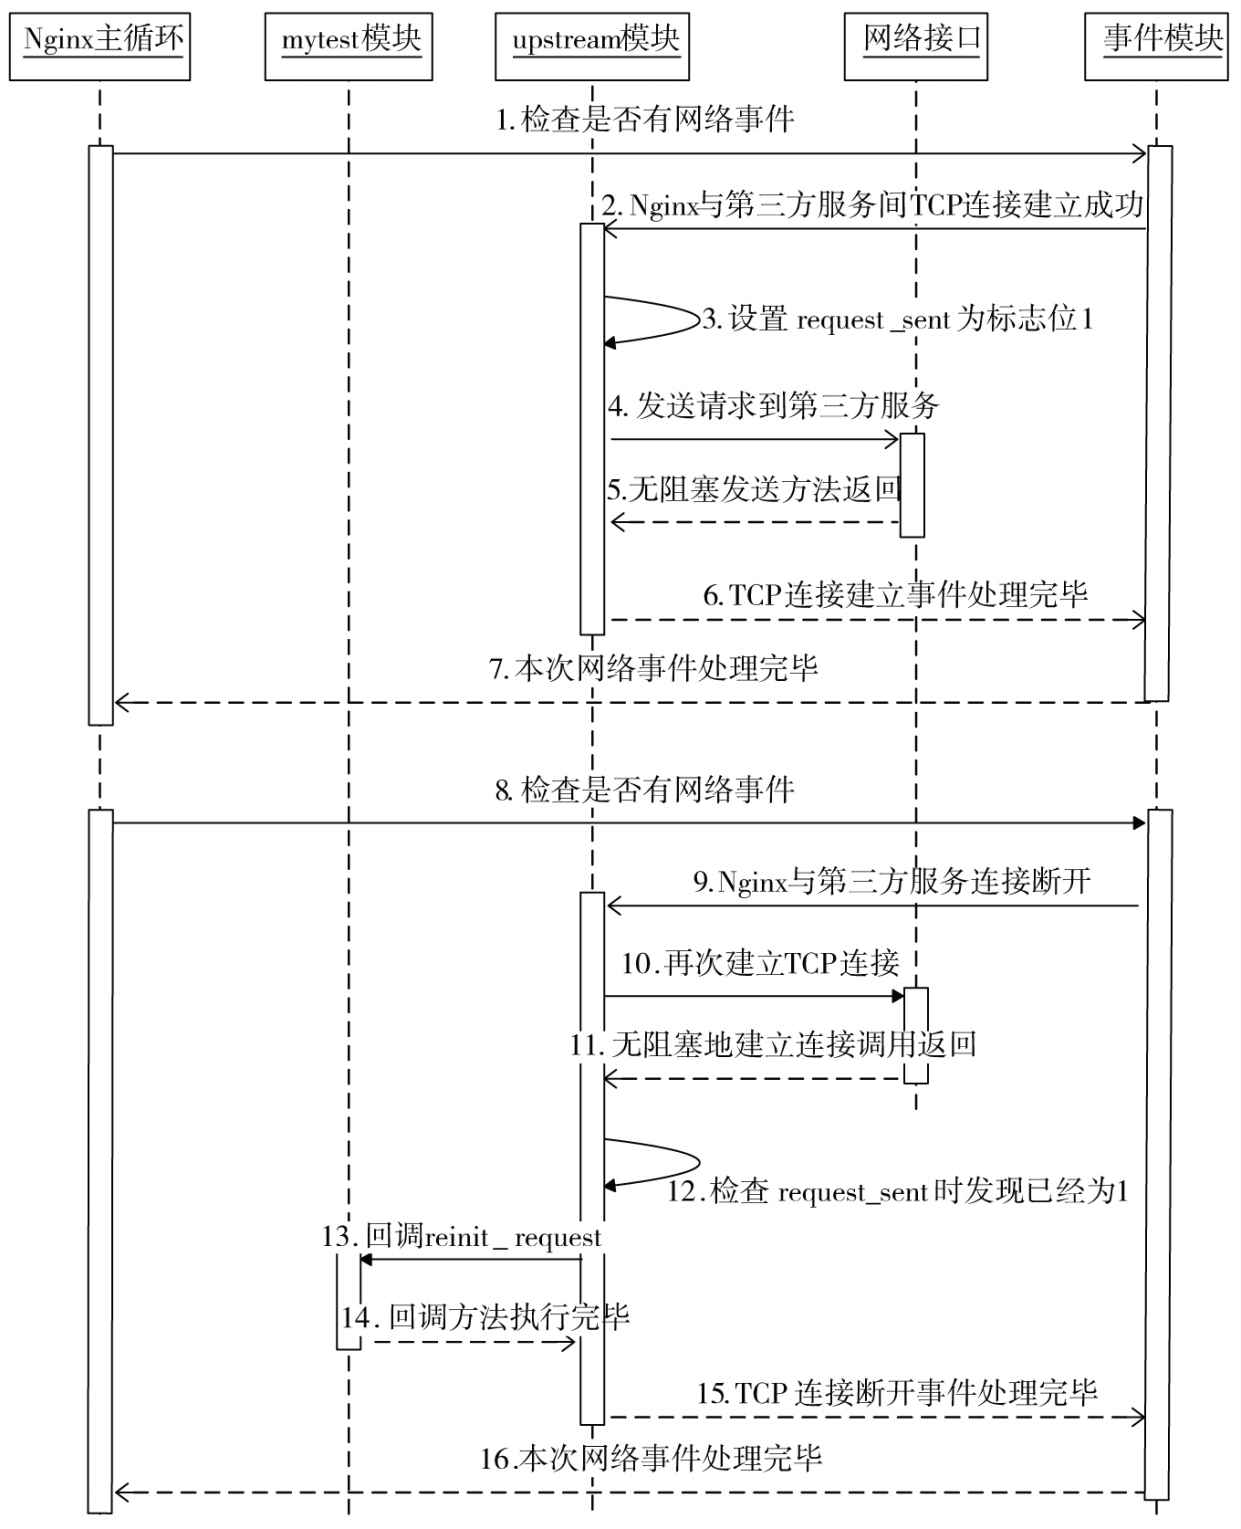 Nginx主循环
mytest模块
upstream模块
网络接口
事件模块
1.检查是否有网络事件
2.Nginx与第三方服务间TCP连接建立成功
3.设置 request_sent 为标志位1
4.发送请求到第三方服务
5.无阻塞发送方法返回
6.TCP连接建立事件处理完毕
7.本次网络事件处理完毕
8.检查是否有网络事件
9.Nginx与第三方服务连接断开
10.再次建立TCP连接
11.无阻塞地建立连接调用返回
12.检查 request_sent时发现已经为1
13.回调reinit_request
14.回调方法执行完毕
15.TCP 连接断开事件处理完毕
16.本次网络事件处理完毕